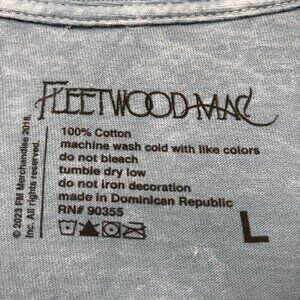 FLEETWOOD MAC
100% Cotton
machine wash cold with like colors
do not bleach
tumble dry low
do not iron decoration
made in Dominican Republic
RN# 90355
L
© 2023 FM Merchandise 2018,
Inc. All rights reserved.